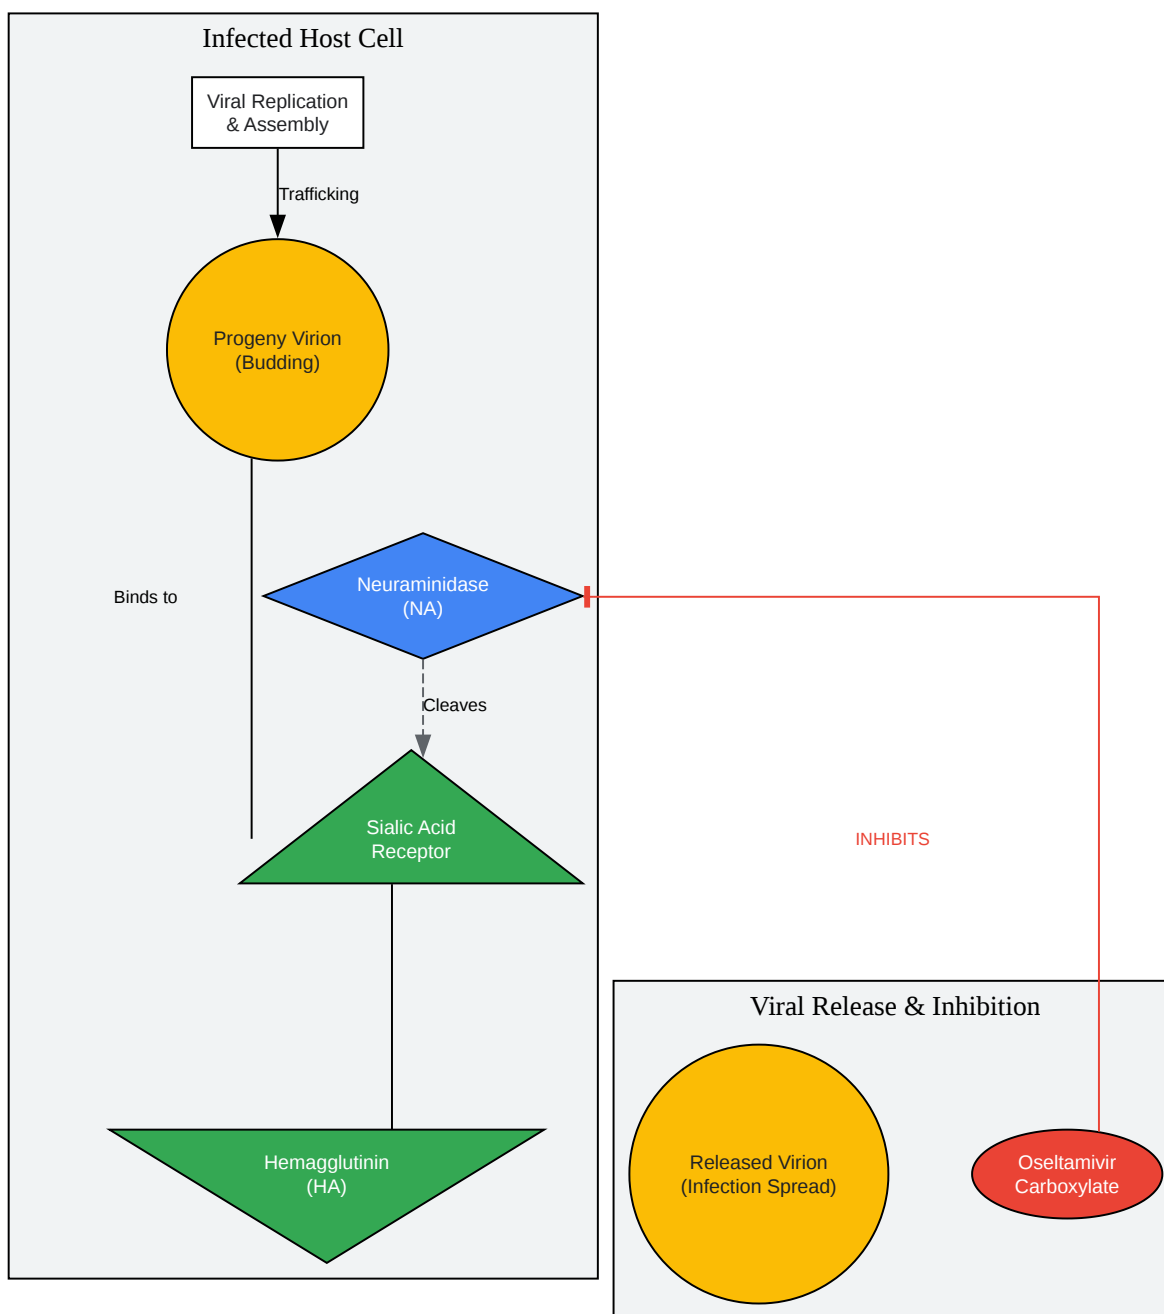 Infected Host Cell
Viral Replication
& Assembly
Trafficking
Progeny Virion
(Budding)
Neuraminidase
(NA)
Binds to
Cleaves
Sialic Acid
Receptor
INHIBITS
Viral Release & Inhibition
Hemagglutinin
(HA)
Released Virion
(Infection Spread)
Oseltamivir
Carboxylate